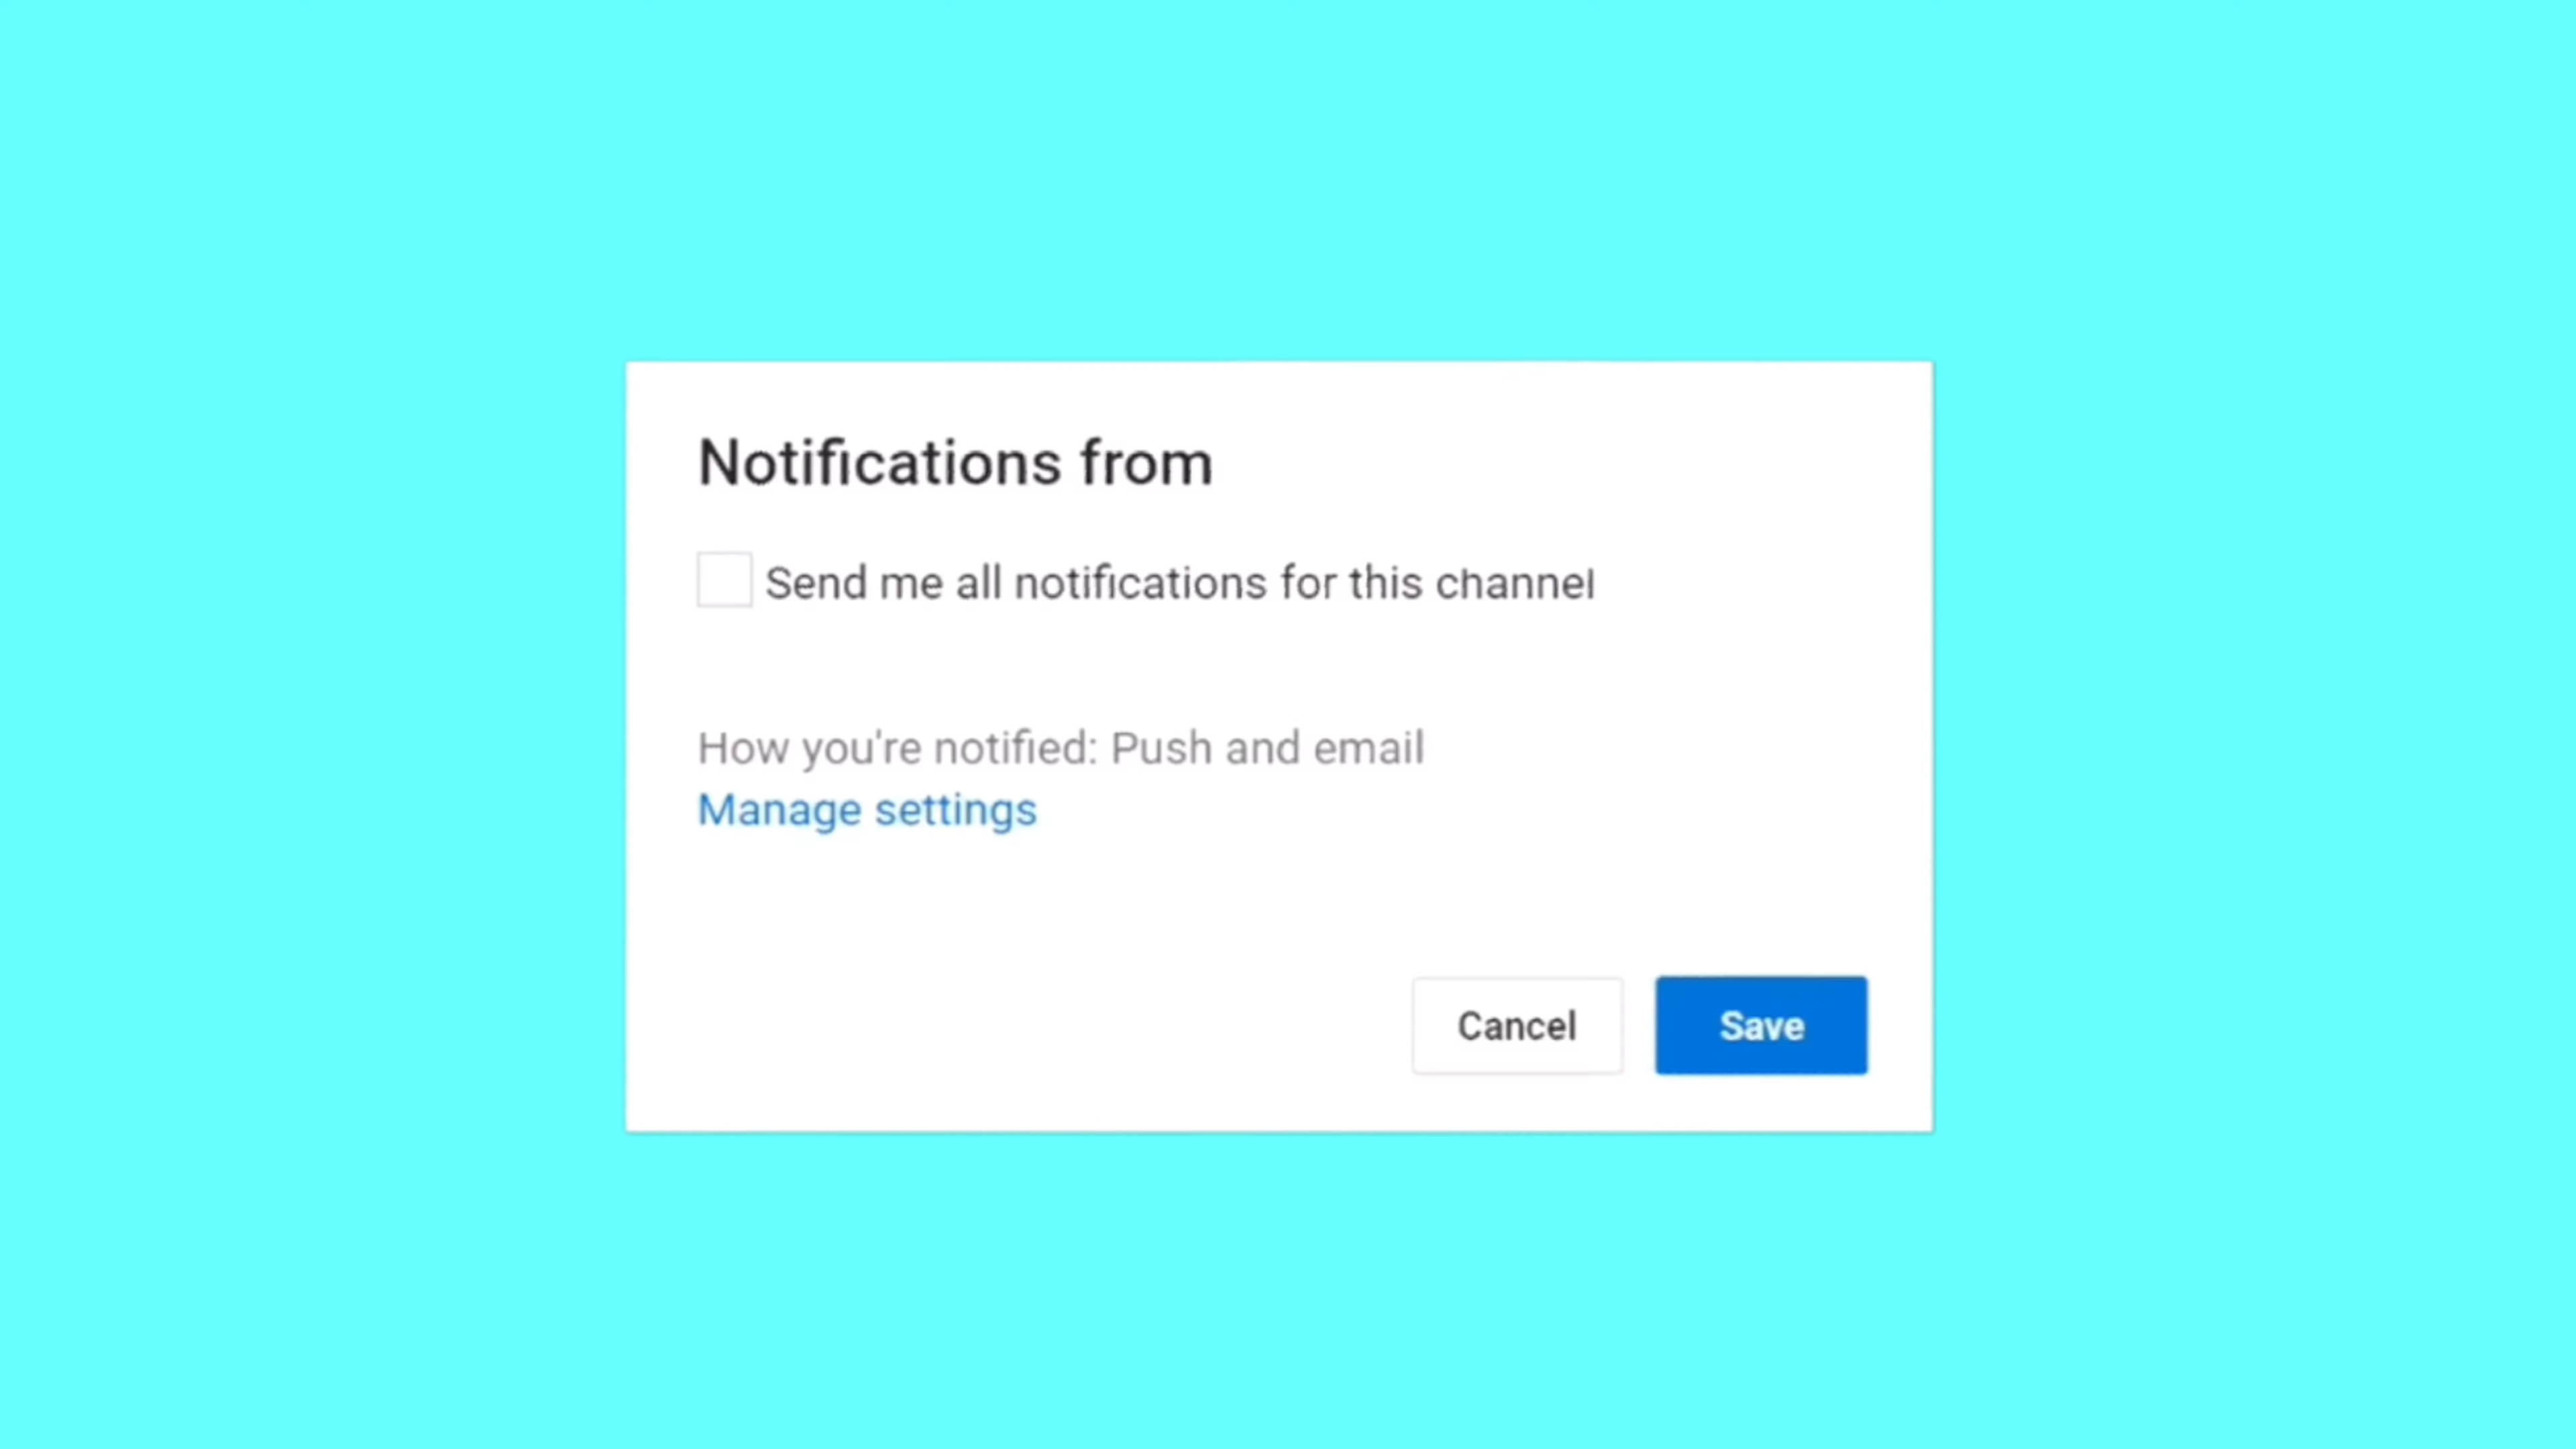 Notifications from
Send me all notifications for this channel
How you're notified: Push and email
Manage settings
Cancel Save